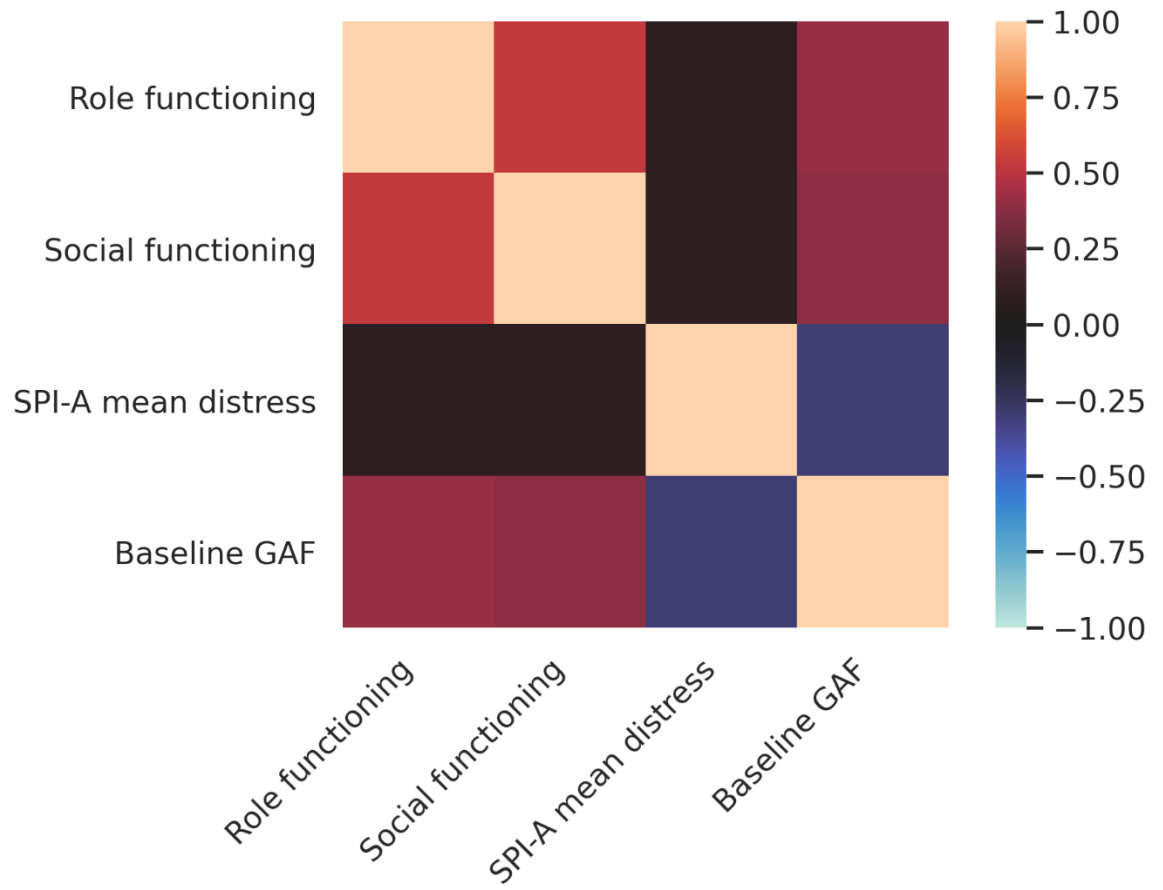 Role functioning
Social functioning
SPI-A mean distress
Baseline GAF
Role functioning
Social functioning
SPI-A mean distress
Baseline GAF
1.00
0.75
0.50
0.25
0.00
−0.25
−0.50
−0.75
−1.00